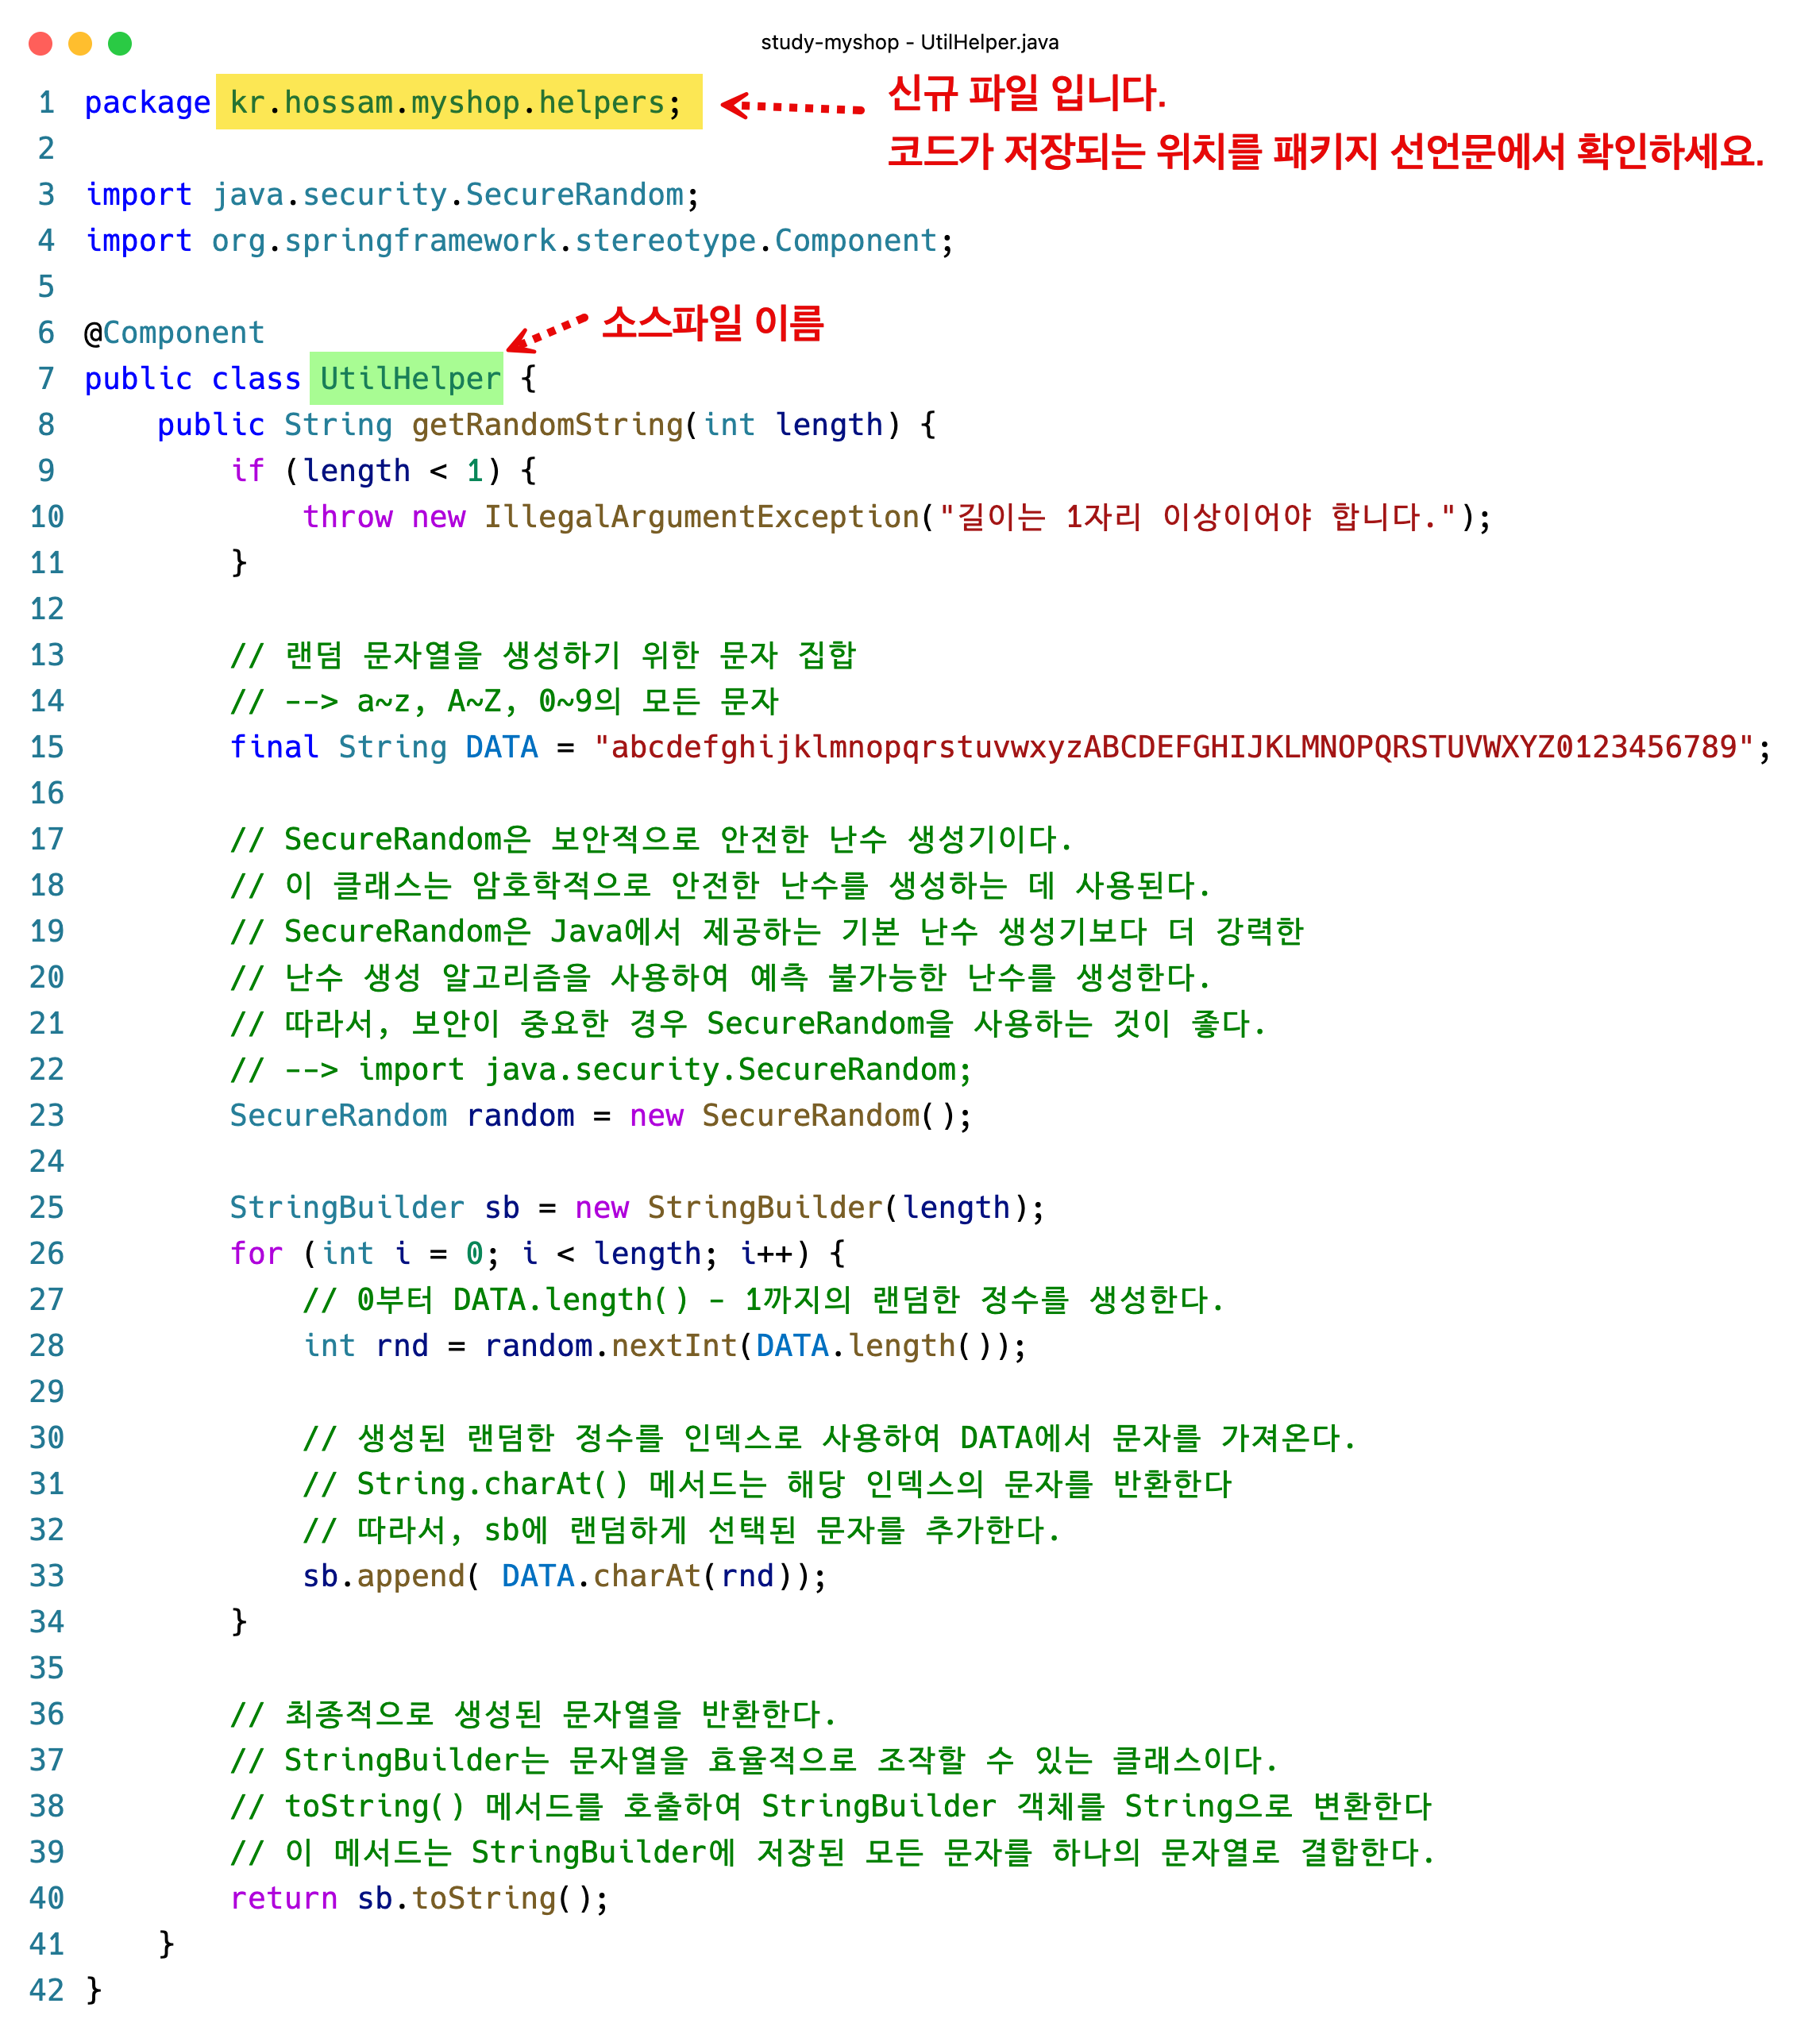 study-myshop - UtilHelper.java
1 package kr.hossam.myshop.helpers;
신규 파일 입니다.
코드가 저장되는 위치를 패키지 선언문에서 확인하세요.
2
3 import java.security.SecureRandom;
4 import org.springframework.stereotype.Component;
5
소스파일 이름
6 @Component
7 public class UtilHelper {
8     public String getRandomString(int length) {
9         if (length < 1) {
10             throw new IllegalArgumentException("길이는 1자리 이상이어야 합니다.");
11         }
12
13         // 랜덤 문자열을 생성하기 위한 문자 집합
14         // --> a~z, A~Z, 0~9의 모든 문자
15         final String DATA = "abcdefghijklmnopqrstuvwxyzABCDEFGHIJKLMNOPQRSTUVWXYZ0123456789";
16
17         // SecureRandom은 보안적으로 안전한 난수 생성기이다.
18         // 이 클래스는 암호학적으로 안전한 난수를 생성하는 데 사용된다.
19         // SecureRandom은 Java에서 제공하는 기본 난수 생성기보다 더 강력한
20         // 난수 생성 알고리즘을 사용하여 예측 불가능한 난수를 생성한다.
21         // 따라서, 보안이 중요한 경우 SecureRandom을 사용하는 것이 좋다.
22         // --> import java.security.SecureRandom;
23         SecureRandom random = new SecureRandom();
24
25         StringBuilder sb = new StringBuilder(length);
26         for (int i = 0; i < length; i++) {
27             // 0부터 DATA.length() - 1까지의 랜덤한 정수를 생성한다.
28             int rnd = random.nextInt(DATA.length());
29
30             // 생성된 랜덤한 정수를 인덱스로 사용하여 DATA에서 문자를 가져온다.
31             // String.charAt() 메서드는 해당 인덱스의 문자를 반환한다
32             // 따라서, sb에 랜덤하게 선택된 문자를 추가한다.
33             sb.append( DATA.charAt(rnd));
34         }
35
36         // 최종적으로 생성된 문자열을 반환한다.
37         // StringBuilder는 문자열을 효율적으로 조작할 수 있는 클래스이다.
38         // toString() 메서드를 호출하여 StringBuilder 객체를 String으로 변환한다
39         // 이 메서드는 StringBuilder에 저장된 모든 문자를 하나의 문자열로 결합한다.
40         return sb.toString();
41     }
42 }